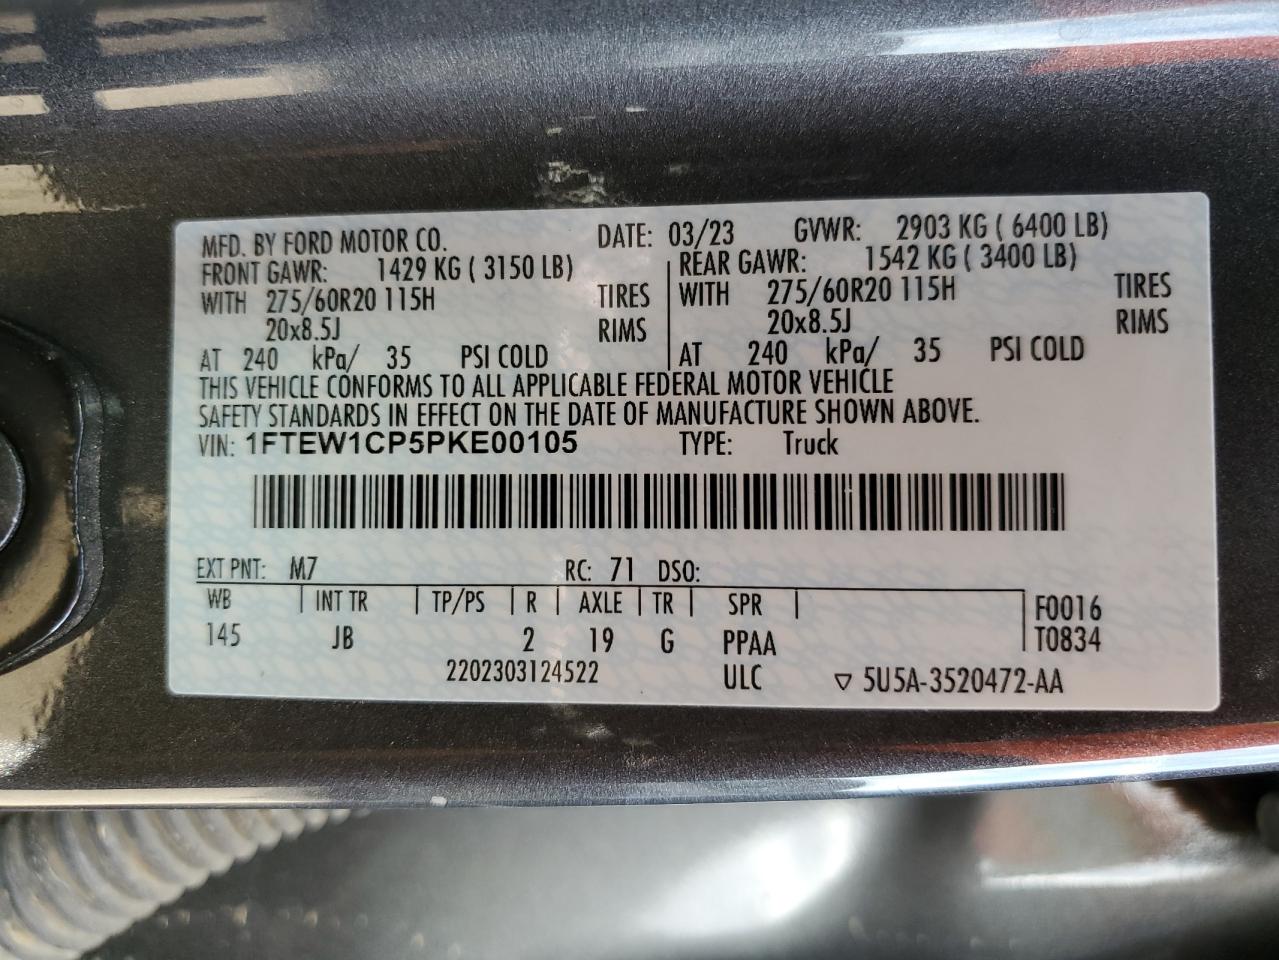 MFD. BY FORD MOTOR CO. DATE: 03/23 GVWR: 2903 KG ( 6400 LB)
FRONT GAWR: 1429 KG ( 3150 LB) REAR GAWR: 1542 KG ( 3400 LB)
WITH 275/60R20 115H TIRES WITH 275/60R20 115H TIRES
20x8.5J RIMS 20x8.5J RIMS
AT 240 kPa/ 35 PSI COLD AT 240 kPa/ 35 PSI COLD
THIS VEHICLE CONFORMS TO ALL APPLICABLE FEDERAL MOTOR VEHICLE
SAFETY STANDARDS IN EFFECT ON THE DATE OF MANUFACTURE SHOWN ABOVE.
VIN: 1FTEW1CP5PKE00105 TYPE: Truck
EXT PNT: M7 RC: 71 DSO:
WB INT TR TP/PS R AXLE TR SPR F0016
145 JB 2 19 G PPAA T0834
2202303124522 ULC ▽ 5U5A-3520472-AA